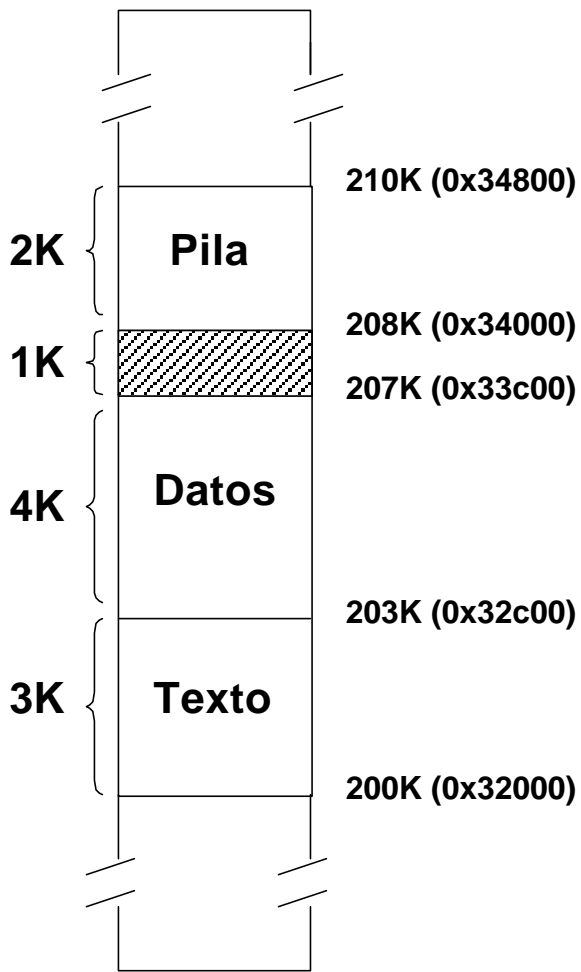 210K (0x34800)
2K
Pila
208K (0x34000)
1K
207K (0x33c00)
Datos
4K
203K (0x32c00)
3K
Texto
200K (0x32000)